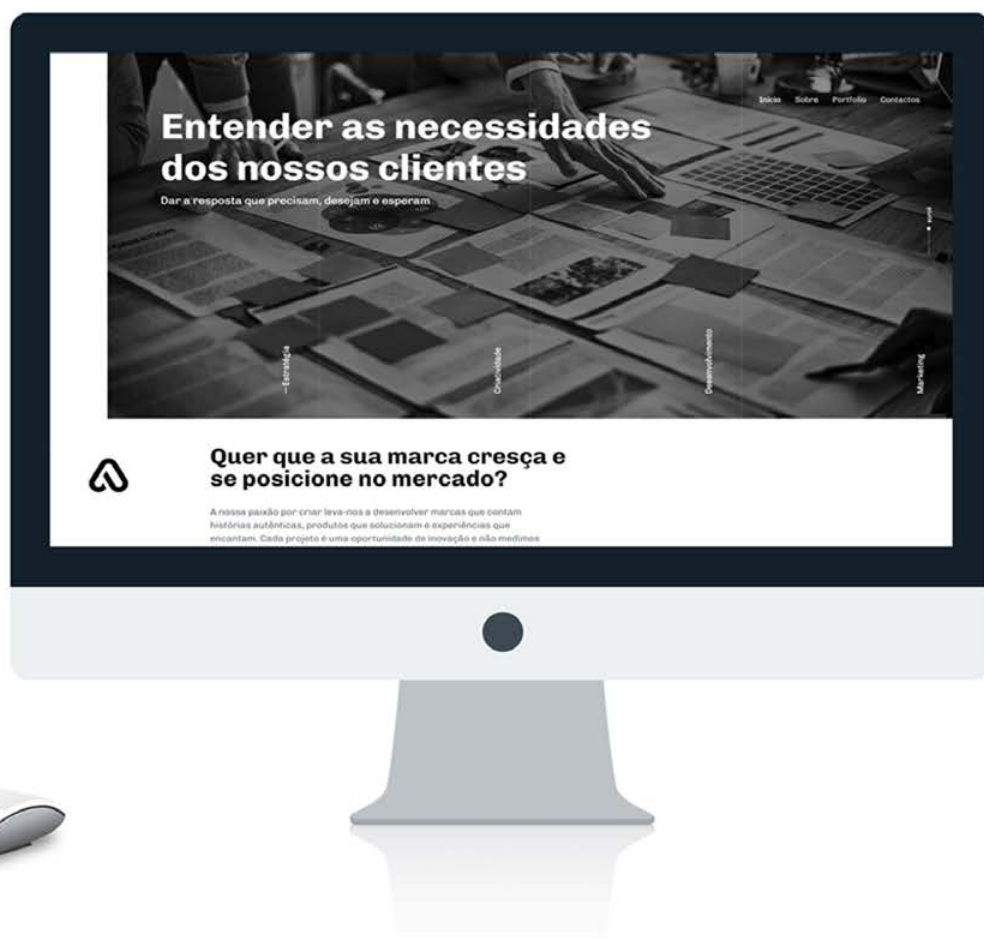 Início Sobre Portfolio Contactos
Entender as necessidades
dos nossos clientes
Dar a resposta que precisam, desejam e esperam
— Estratégia
Criatividade
Desenvolvimento
Marketing
Quer que a sua marca cresça e
se posicione no mercado?
A nossa paixão por criar leva-nos a desenvolver marcas que contam
histórias autênticas, produtos que solucionam e experiências que
encantam. Cada projeto é uma oportunidade de inovação e não medimos